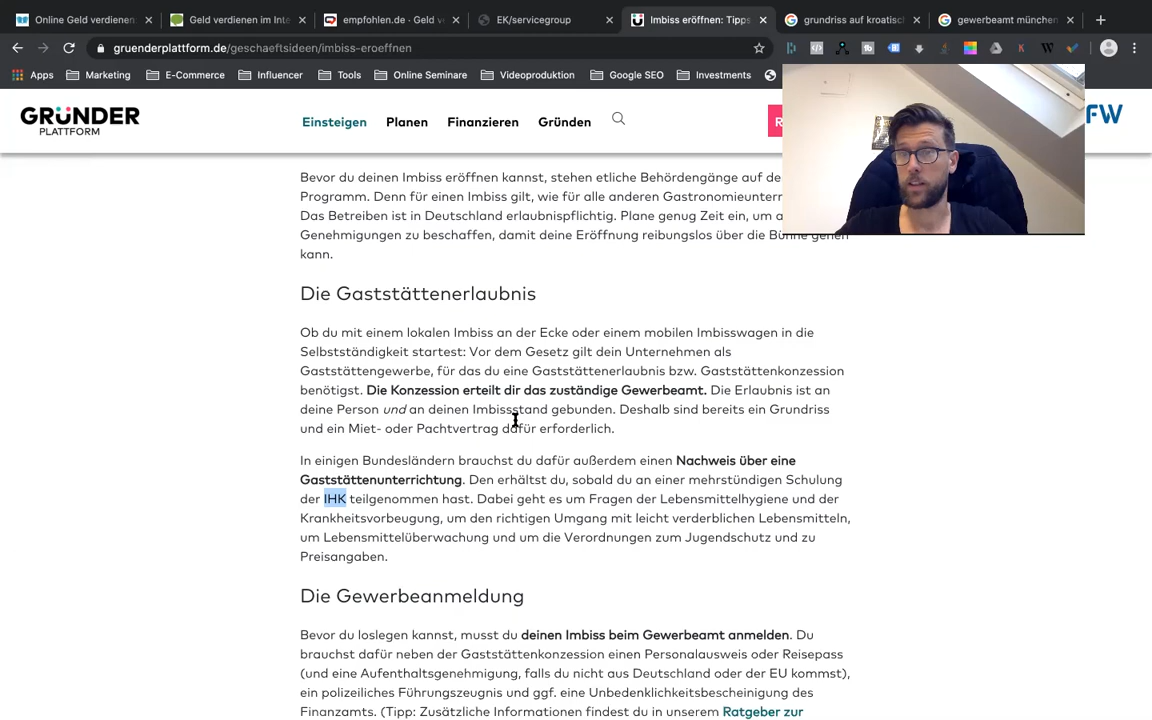 Online Geld verdienen:
Geld verdienen im Inte
empfohlen.de - Geld v
EK/servicegroup
Imbiss eröffnen: Tipps
grundriss auf kroatisch
gewerbeamt münchen
gruenderplattform.de/geschaeftsideen/imbiss-eroeffnen
Apps
Marketing
E-Commerce
Influencer
Tools
Online Seminare
Videoproduktion
Google SEO
Investments
GRÜNDER
PLATTFORM
Einsteigen
Planen
Finanzieren
Gründen
R
FW
Bevor du deinen Imbiss eröffnen kannst, stehen etliche Behördengänge auf de
Programm. Denn für einen Imbiss gilt, wie für alle anderen Gastronomieuntern
Das Betreiben ist in Deutschland erlaubnispflichtig. Plane genug Zeit ein, um a
Genehmigungen zu beschaffen, damit deine Eröffnung reibungslos über die Bühne gehen
kann.
Die Gaststättenerlaubnis
Ob du mit einem lokalen Imbiss an der Ecke oder einem mobilen Imbisswagen in die
Selbstständigkeit startest: Vor dem Gesetz gilt dein Unternehmen als
Gaststättengewerbe, für das du eine Gaststättenerlaubnis bzw. Gaststättenkonzession
benötigst. Die Konzession erteilt dir das zuständige Gewerbeamt. Die Erlaubnis ist an
deine Person und an deinen Imbissstand gebunden. Deshalb sind bereits ein Grundriss
und ein Miet- oder Pachtvertrag dafür erforderlich.
In einigen Bundesländern brauchst du dafür außerdem einen Nachweis über eine
Gaststättenunterrichtung. Den erhältst du, sobald du an einer mehrstündigen Schulung
der IHK teilgenommen hast. Dabei geht es um Fragen der Lebensmittelhygiene und der
Krankheitsvorbeugung, um den richtigen Umgang mit leicht verderblichen Lebensmitteln,
um Lebensmittelüberwachung und um die Verordnungen zum Jugendschutz und zu
Preisangaben.
Die Gewerbeanmeldung
Bevor du loslegen kannst, musst du deinen Imbiss beim Gewerbeamt anmelden. Du
brauchst dafür neben der Gaststättenkonzession einen Personalausweis oder Reisepass
(und eine Aufenthaltsgenehmigung, falls du nicht aus Deutschland oder der EU kommst),
ein polizeiliches Führungszeugnis und ggf. eine Unbedenklichkeitsbescheinigung des
Finanzamts. (Tipp: Zusätzliche Informationen findest du in unserem Ratgeber zur